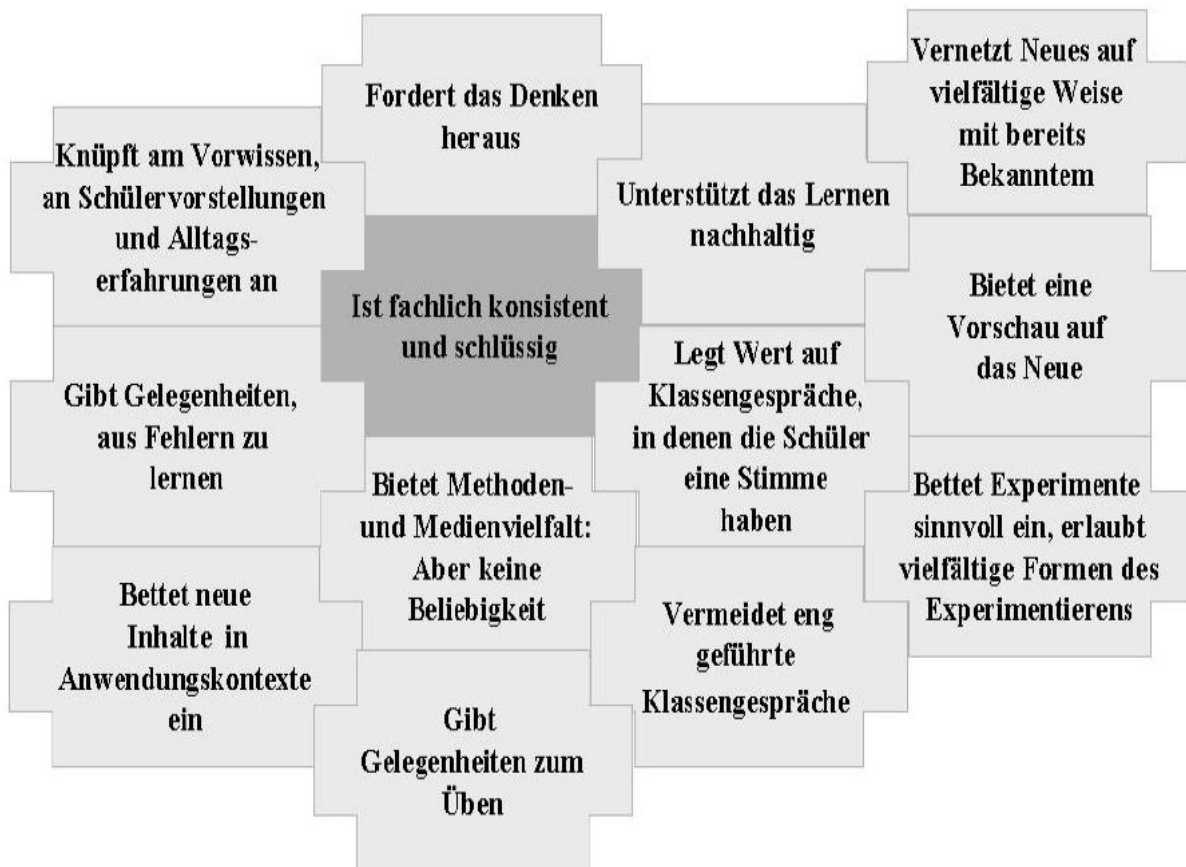 Fordert das Denken
heraus
Vernetzt Neues auf
vielfältige Weise
mit bereits
Bekanntem
Knüpft am Vorwissen,
an Schülervorstellungen
und Alltags-
erfahrungen an
Unterstützt das Lernen
nachhaltig
Ist fachlich konsistent
und schlüssig
Bietet eine
Vorschau auf
das Neue
Gibt Gelegenheiten,
aus Fehlern zu
lernen
Legt Wert auf
Klassengespräche,
in denen die Schüler
eine Stimme
haben
Bietet Methoden-
und Medienvielfalt:
Aber keine
Beliebigkeit
Bettet Experimente
sinnvoll ein, erlaubt
vielfältige Formen des
Experimentierens
Bettet neue
Inhalte in
Anwendungskontexte
ein
Vermeidet eng
geführte
Klassengespräche
Gibt
Gelegenheiten zum
Üben